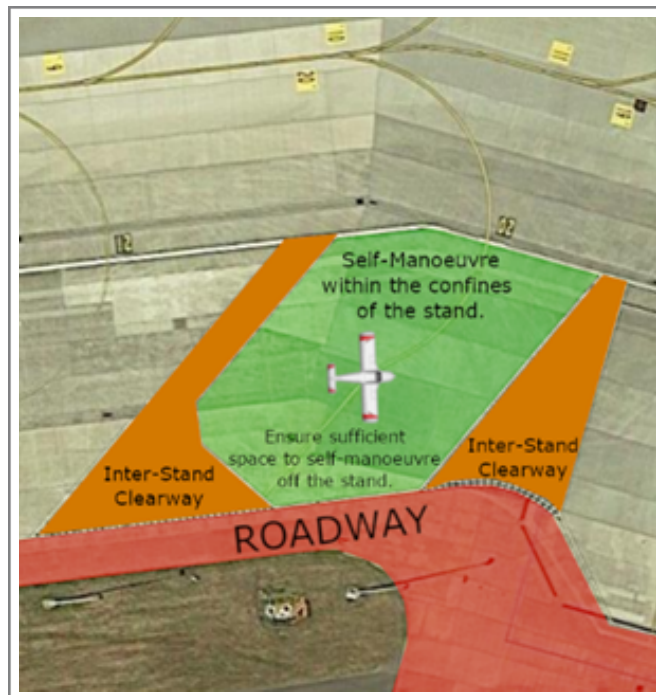 Self-Manoeuvre
within the confines
of the stand.
Ensure sufficient
space to self-manoeuvre
off the stand.
Inter-Stand
Clearway
Inter-Stand
Clearway
ROADWAY